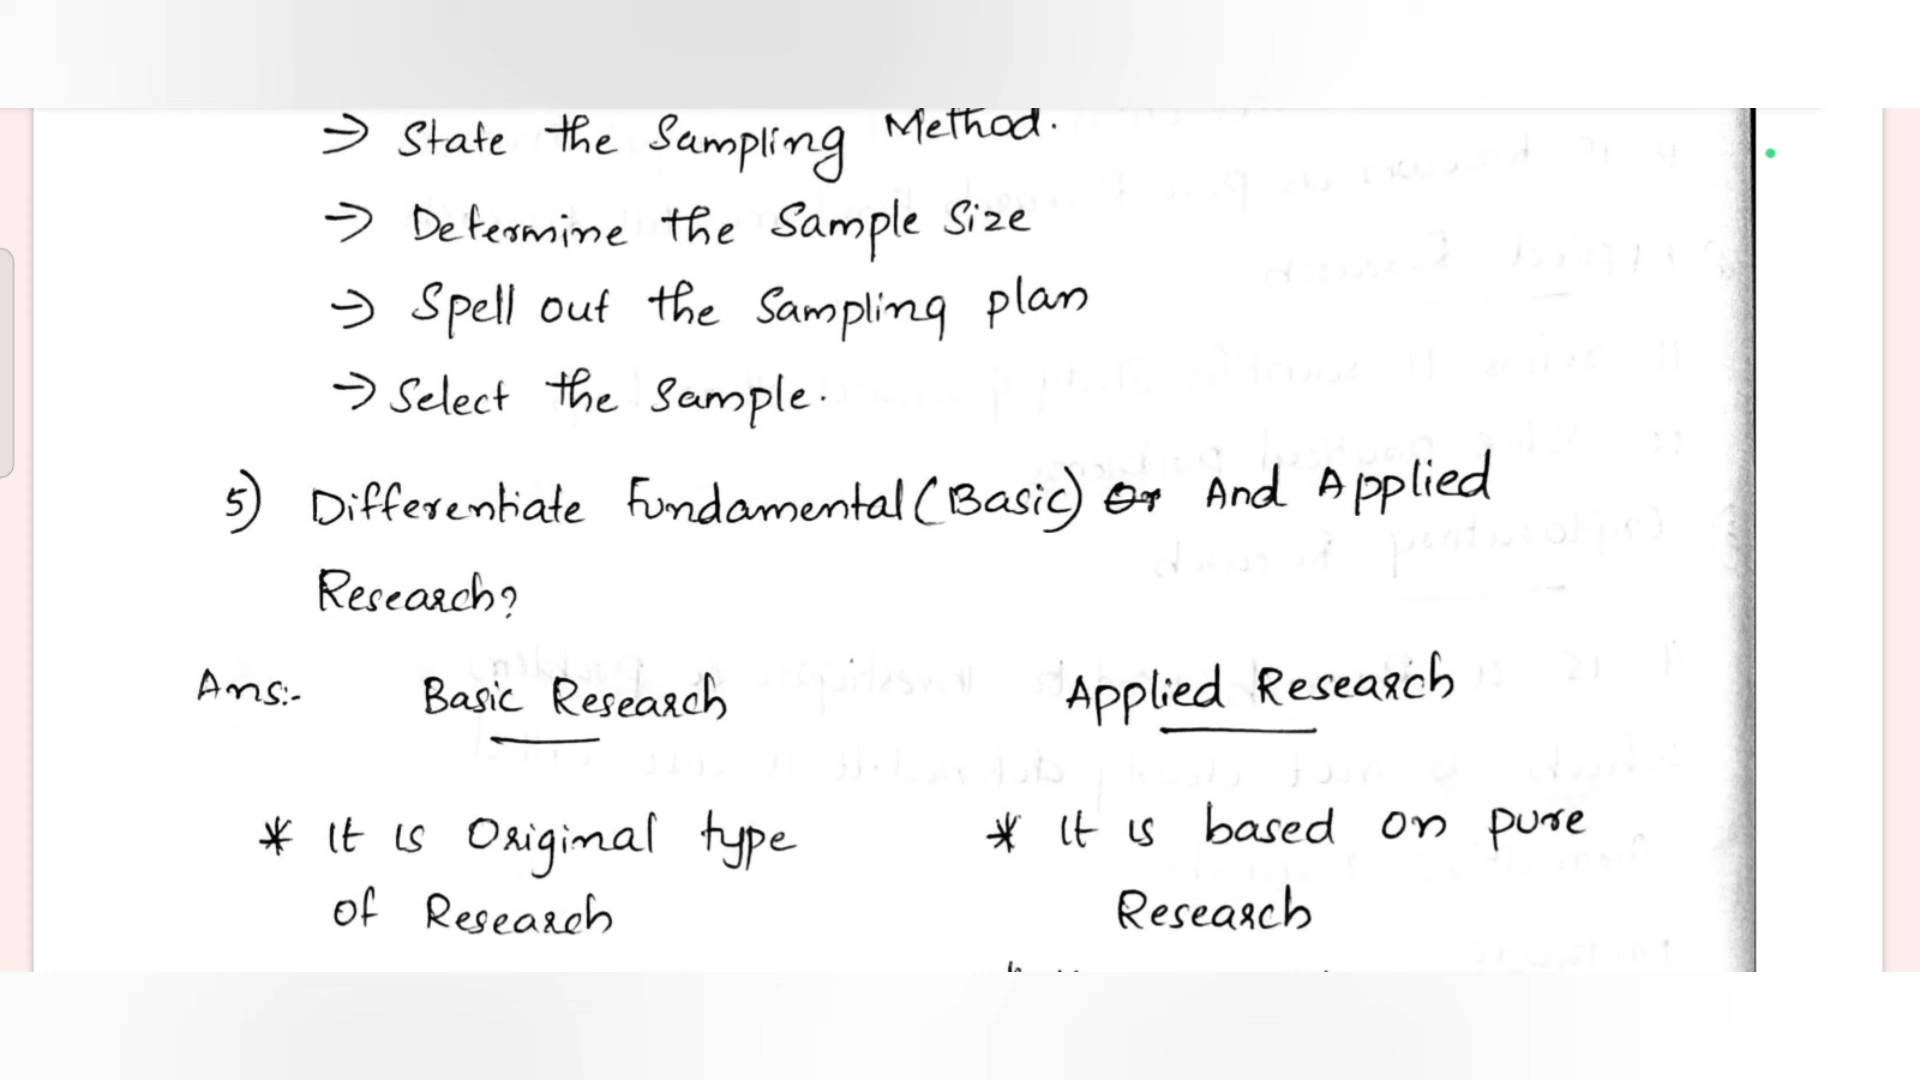 → State the Sampling Method.
→ Determine the Sample Size
→ Spell out the Sampling plan
→ Select the Sample.
5) Differentiate Fundamental (Basic) Or And Applied
Research?
Ans:- Basic Research Applied Research
* It is Original type * It is based on pure
of Research Research